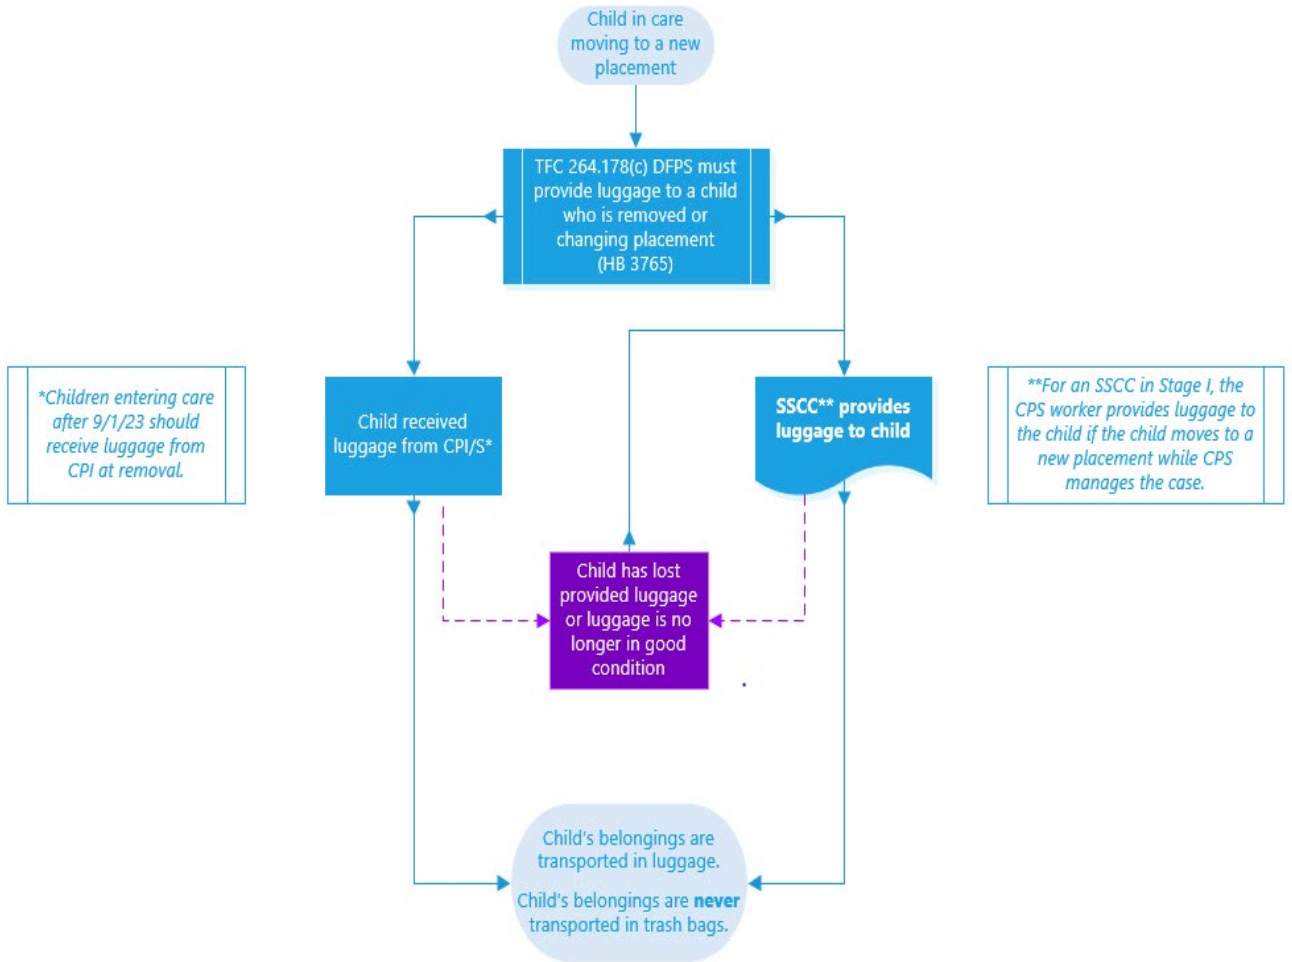 Child in care
moving to a new
placement
TFC 264.178(c) DFPS must
provide luggage to a child
who is removed or
changing placement
(HB 3765)
*Children entering care
after 9/1/23 should
receive luggage from
CPI at removal.
Child received
luggage from CPI/S*
SSCC** provides
luggage to child
**For an SSCC in Stage I, the
CPS worker provides luggage to
the child if the child moves to a
new placement while CPS
manages the case.
Child has lost
provided luggage
or luggage is no
longer in good
condition
Child's belongings are
transported in luggage.
Child's belongings are never
transported in trash bags.